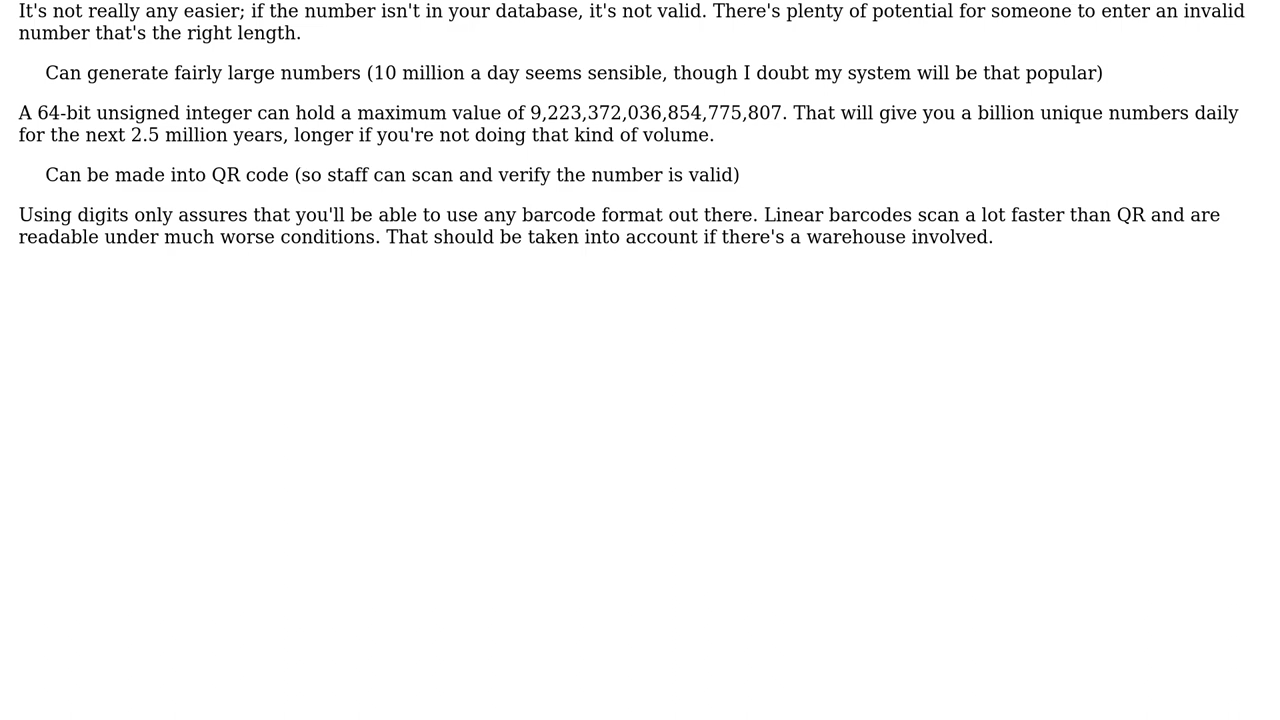 It's not really any easier; if the number isn't in your database, it's not valid. There's plenty of potential for someone to enter an invalid
number that's the right length.
Can generate fairly large numbers (10 million a day seems sensible, though I doubt my system will be that popular)
A 64-bit unsigned integer can hold a maximum value of 9,223,372,036,854,775,807. That will give you a billion unique numbers daily
for the next 2.5 million years, longer if you're not doing that kind of volume.
Can be made into QR code (so staff can scan and verify the number is valid)
Using digits only assures that you'll be able to use any barcode format out there. Linear barcodes scan a lot faster than QR and are
readable under much worse conditions. That should be taken into account if there's a warehouse involved.